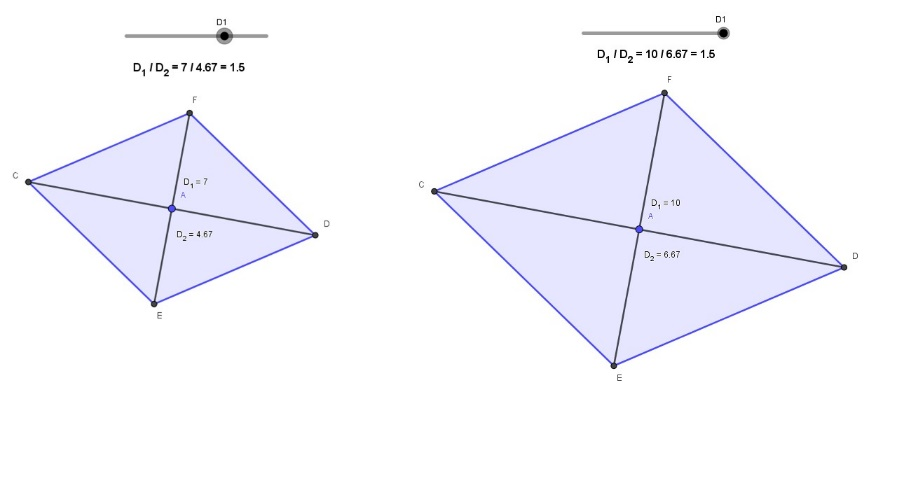 D1
D₁ / D₂ = 7 / 4.67 = 1.5
F
C
D₁ = 7
A
D
D₂ = 4.67
E
D1
D₁ / D₂ = 10 / 6.67 = 1.5
F
C
D₁ = 10
A
D₂ = 6.67
D
E